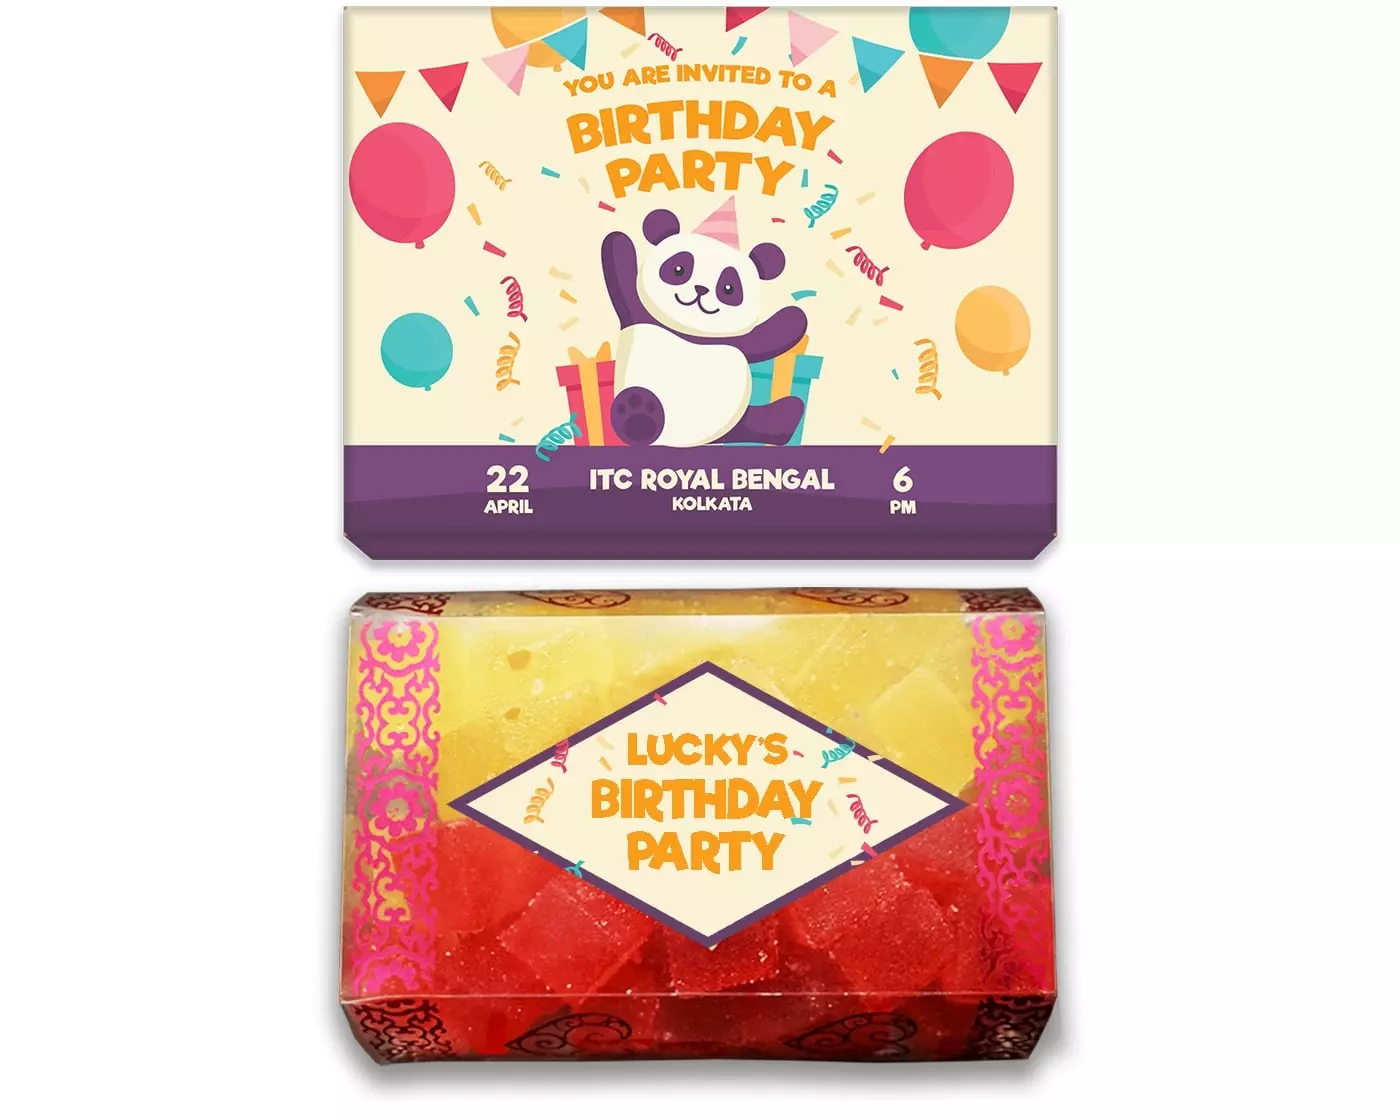 YOU ARE INVITED TO A
BIRTHDAY
PARTY
22
APRIL
ITC ROYAL BENGAL
KOLKATA
6
PM
LUCKY'S
BIRTHDAY
PARTY